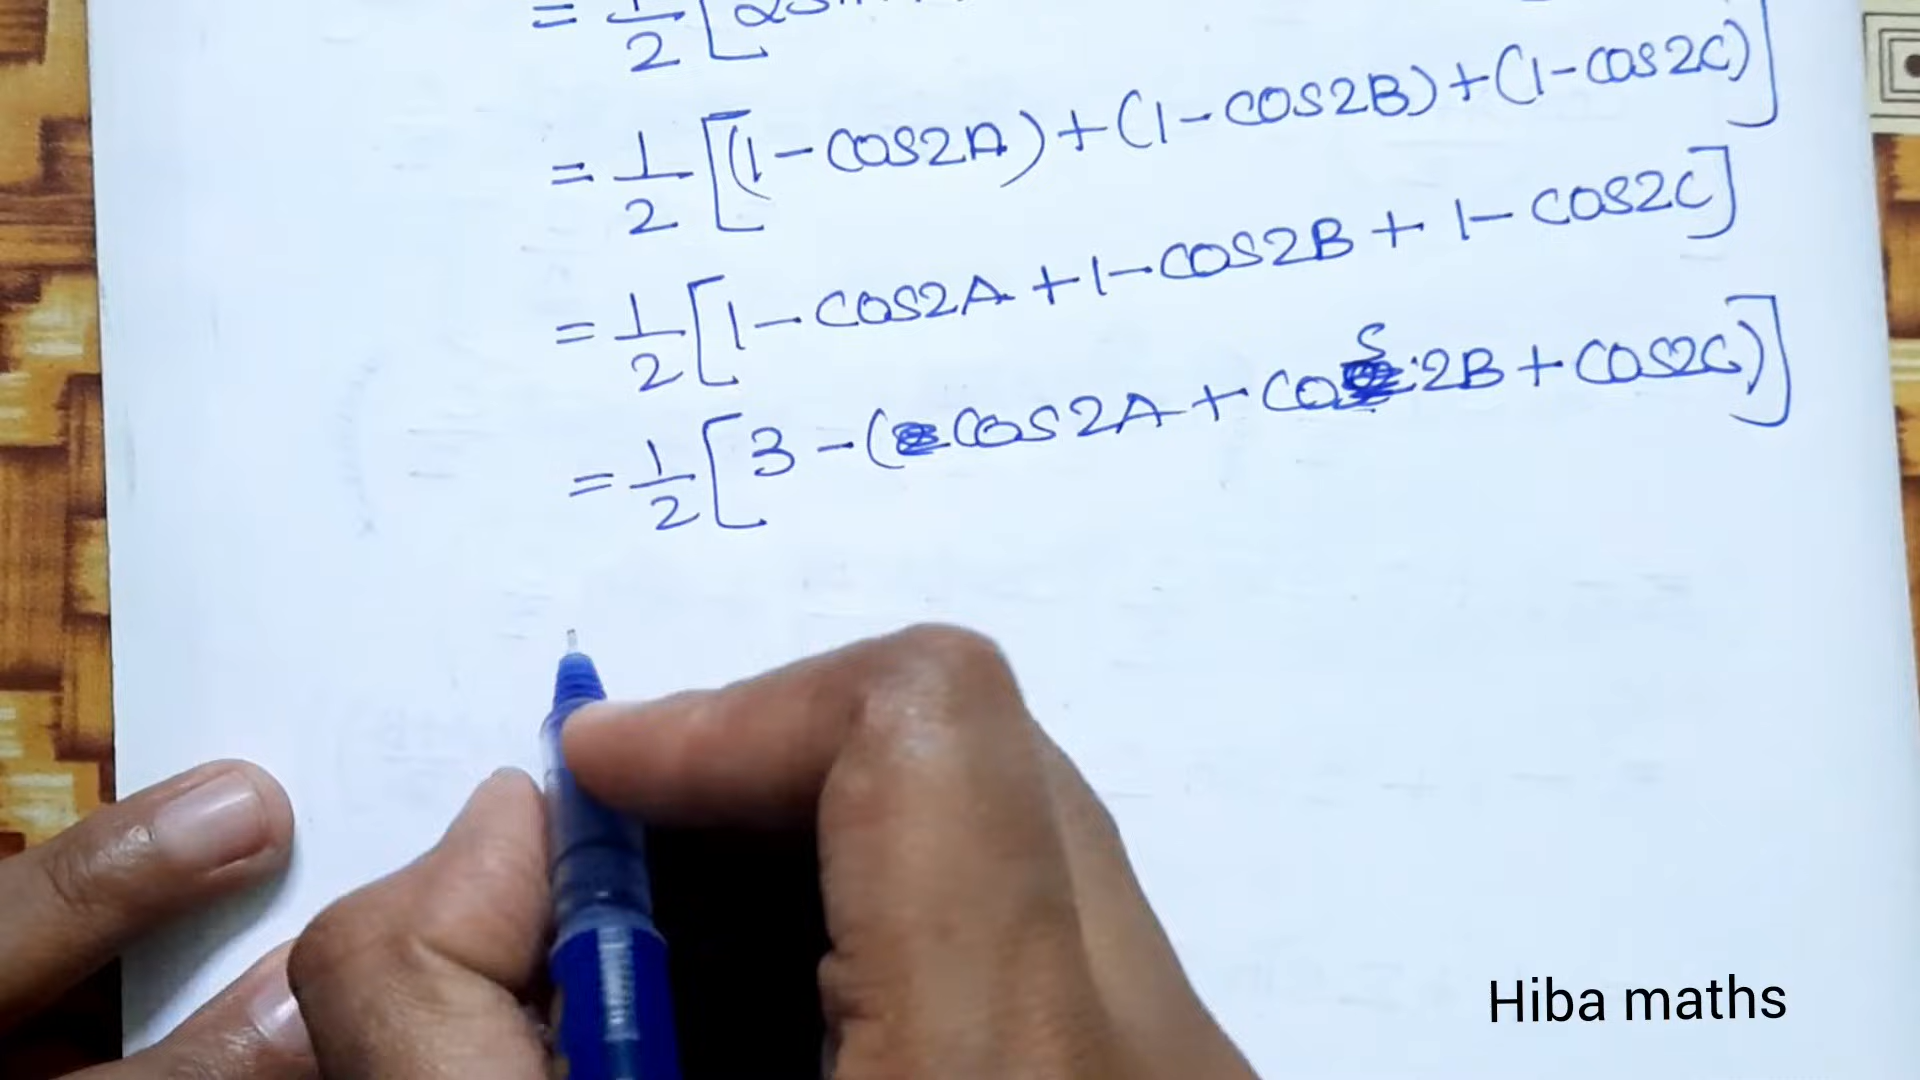 = 1/2 [2sin
= 1/2 [(1-cos2A)+(1-cos2B)+(1-cos2C)]
= 1/2 [1-cos2A+1-cos2B+1-cos2C]
= 1/2 [3-(cos2A+cos2B+cos2C)]
Hiba maths